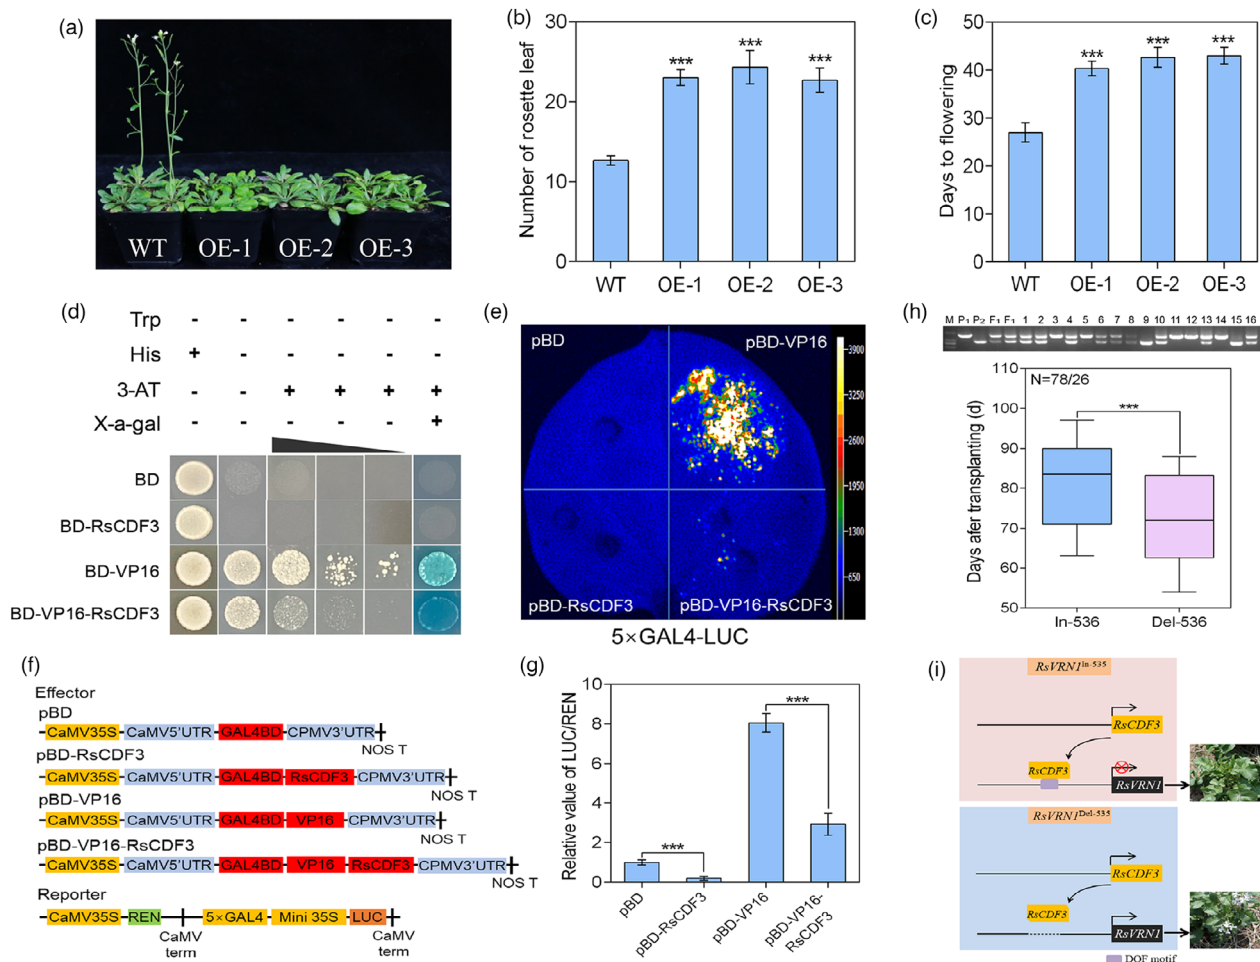 (a)
WT OE-1 OE-2 OE-3
(b)
Number of rosette leaf
30
20
10
0
WT OE-1 OE-2 OE-3
*** *** ***
(c)
Days to flowering
50
40
30
20
10
0
WT OE-1 OE-2 OE-3
*** *** ***
(d)
Trp - - - - - -
His + - - - - -
3-AT - - + + + +
X-a-gal - - - - - +
BD
BD-RsCDF3
BD-VP16
BD-VP16-RsCDF3
(e)
pBD pBD-VP16
pBD-RsCDF3 pBD-VP16-RsCDF3
3900
3250
2600
1950
1300
650
5×GAL4-LUC
(h)
M P1 P2 F1 F1 1 2 3 4 5 6 7 8 9 10 11 12 13 14 15 16
N=78/26
***
Days afer transplanting (d)
110
100
90
80
70
60
50
In-536 Del-536
(f)
Effector
pBD
CaMV35S CaMV5'UTR GAL4BD CPMV3'UTR
NOS T
pBD-RsCDF3
CaMV35S CaMV5'UTR GAL4BD RsCDF3 CPMV3'UTR
NOS T
pBD-VP16
CaMV35S CaMV5'UTR GAL4BD VP16 CPMV3'UTR
NOS T
pBD-VP16-RsCDF3
CaMV35S CaMV5'UTR GAL4BD VP16 RsCDF3 CPMV3'UTR
NOS T
Reporter
CaMV35S REN 5×GAL4 Mini 35S LUC
CaMV term
CaMV term
(g)
Relative value of LUC/REN
10
8
6
4
2
0
*** ***
pBD
pBD-RsCDF3
pBD-VP16
pBD-VP16-
RsCDF3
(i)
RsVRN1In-535
RsCDF3
RsCDF3
RsVRN1
RsVRN1Del-535
RsCDF3
RsCDF3
RsVRN1
DOF motif